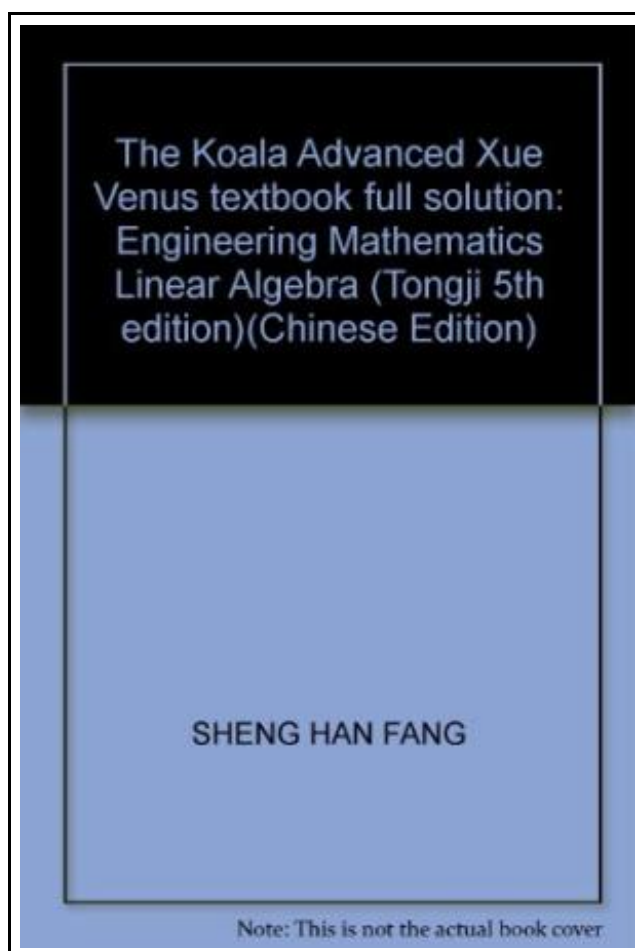 The Koala Advanced Xue
Venus textbook full solution:
Engineering Mathematics
Linear Algebra (Tongji 5th
edition)(Chinese Edition)
SHENG HAN FANG
Note: This is not the actual book cover